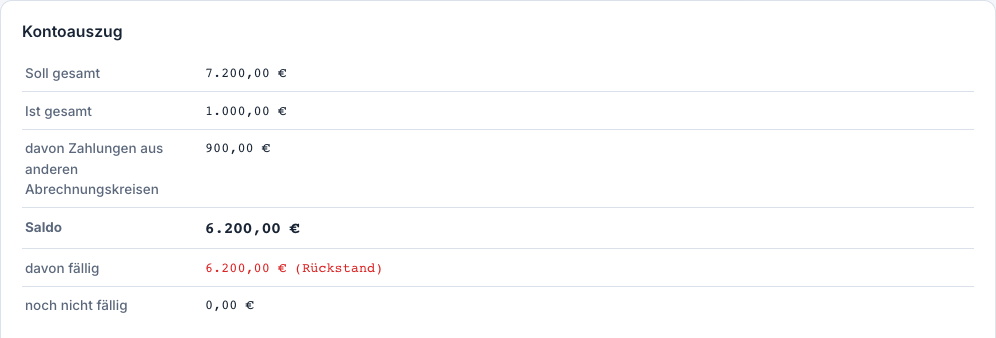 Kontoauszug
Soll gesamt 7.200,00 €
Ist gesamt 1.000,00 €
davon Zahlungen aus 900,00 €
anderen
Abrechnungskreisen
Saldo 6.200,00 €
davon fällig 6.200,00 € (Rückstand)
noch nicht fällig 0,00 €